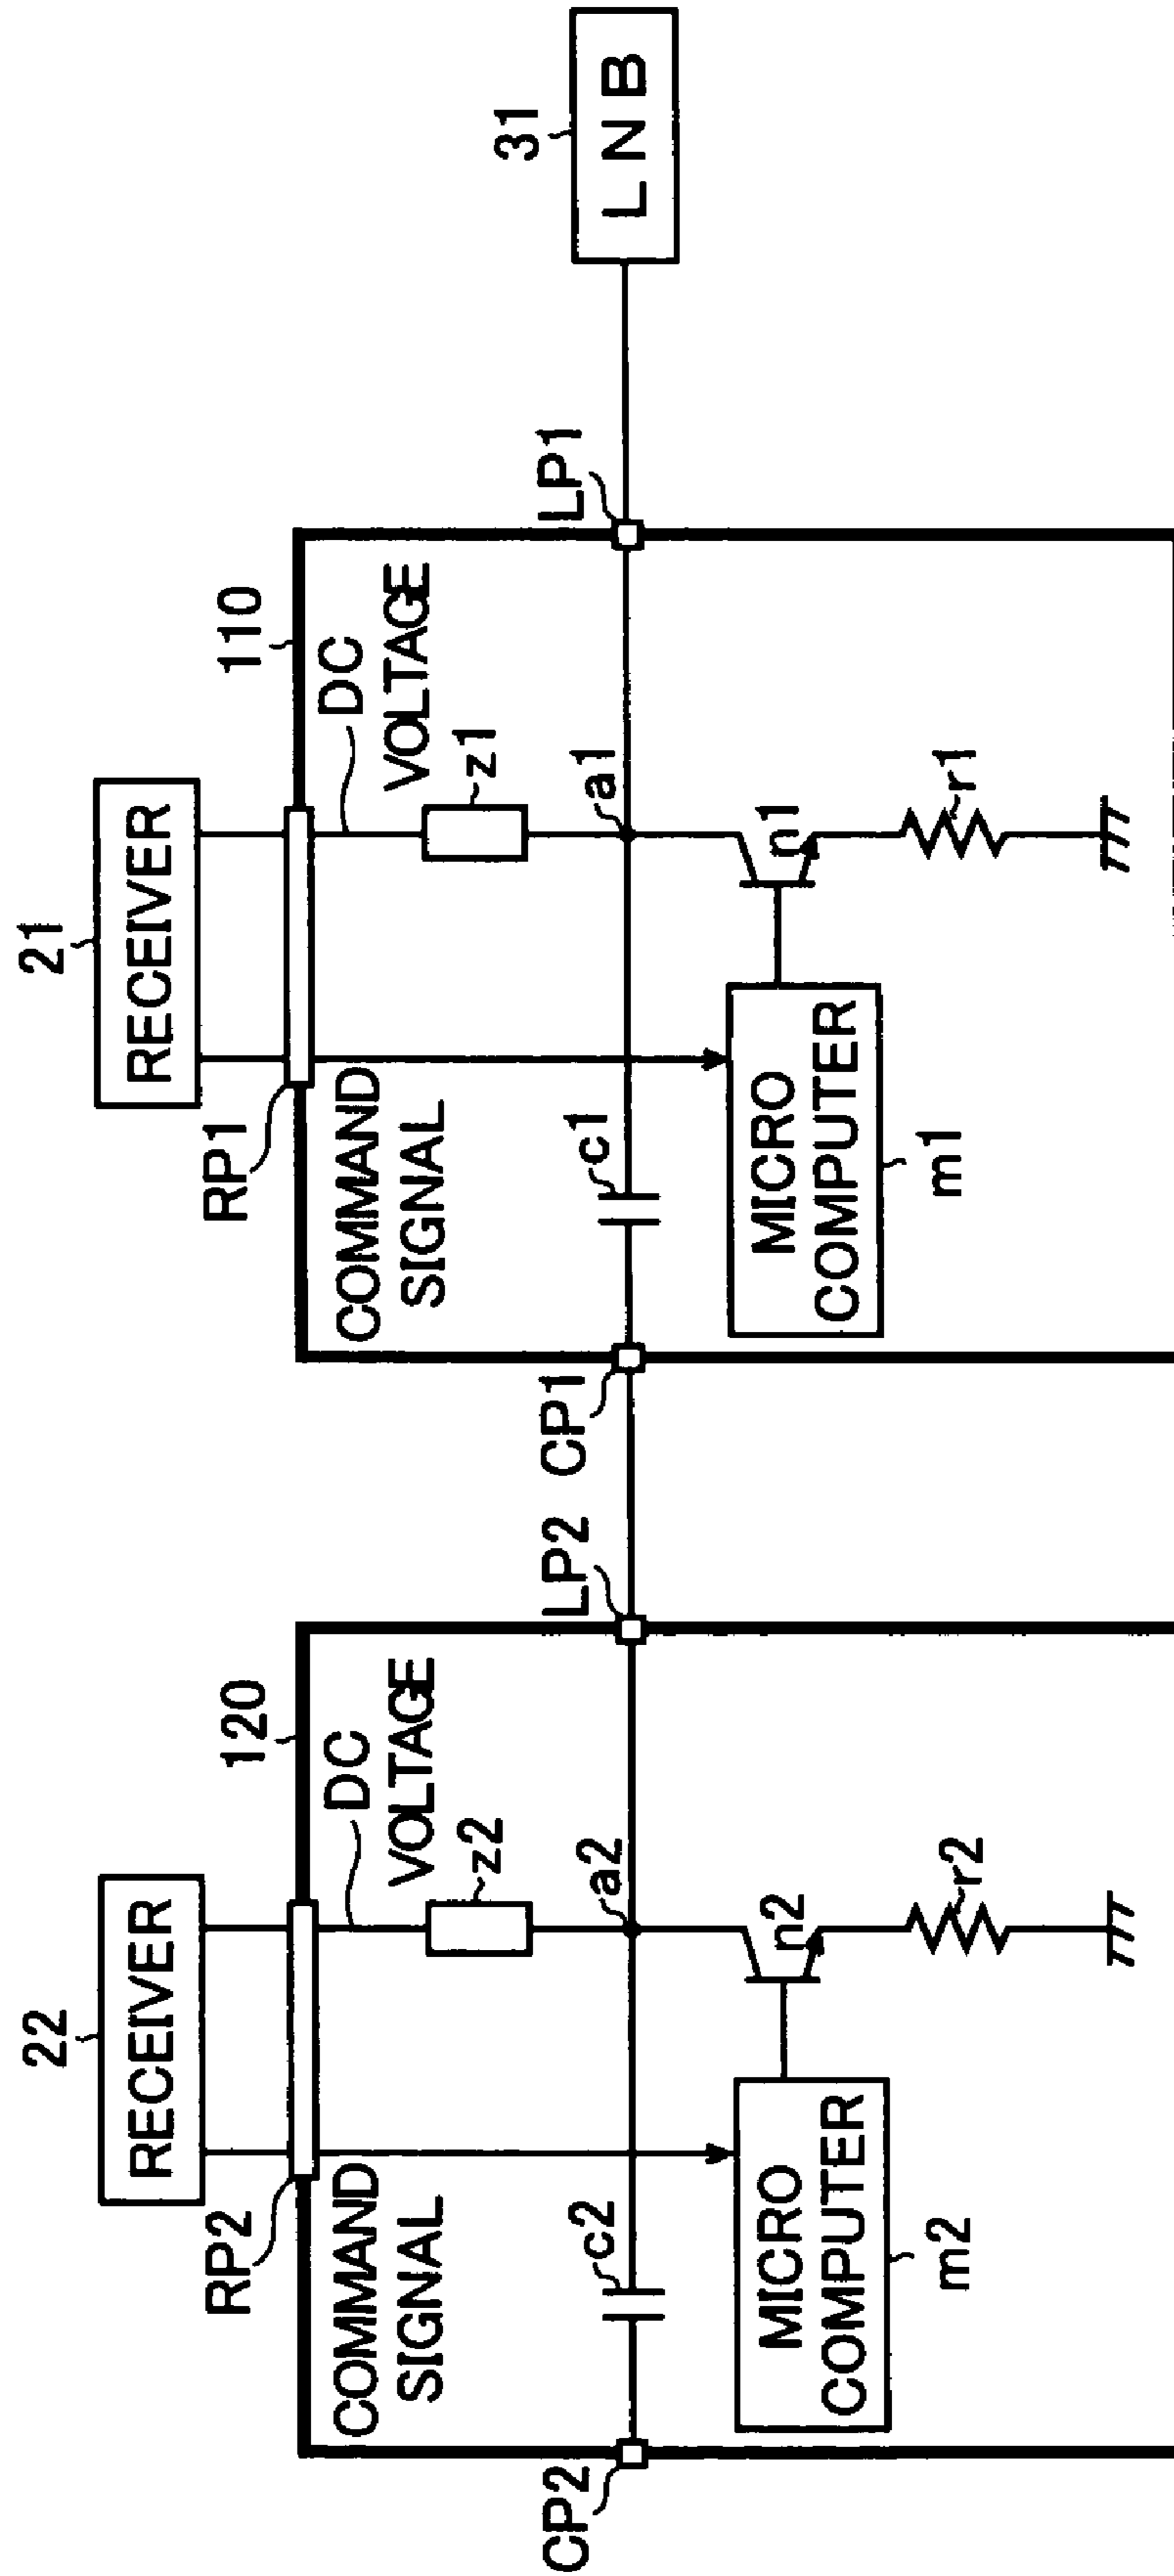 22
RECEIVER
RP2
120
COMMAND
SIGNAL
DC
VOLTAGE
z2
c2
a2
CP2
LP2
MICRO
COMPUTER
m2
n2
r2
21
RECEIVER
RP1
110
COMMAND
SIGNAL
DC
VOLTAGE
z1
c1
a1
CP1
LP1
MICRO
COMPUTER
m1
n1
r1
31
LNB